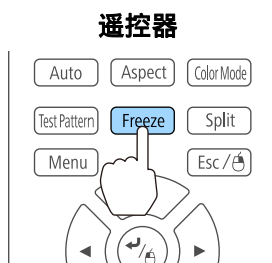 遥控器
Auto Aspect Color Mode
Test Pattern Freeze Split
Menu Esc /